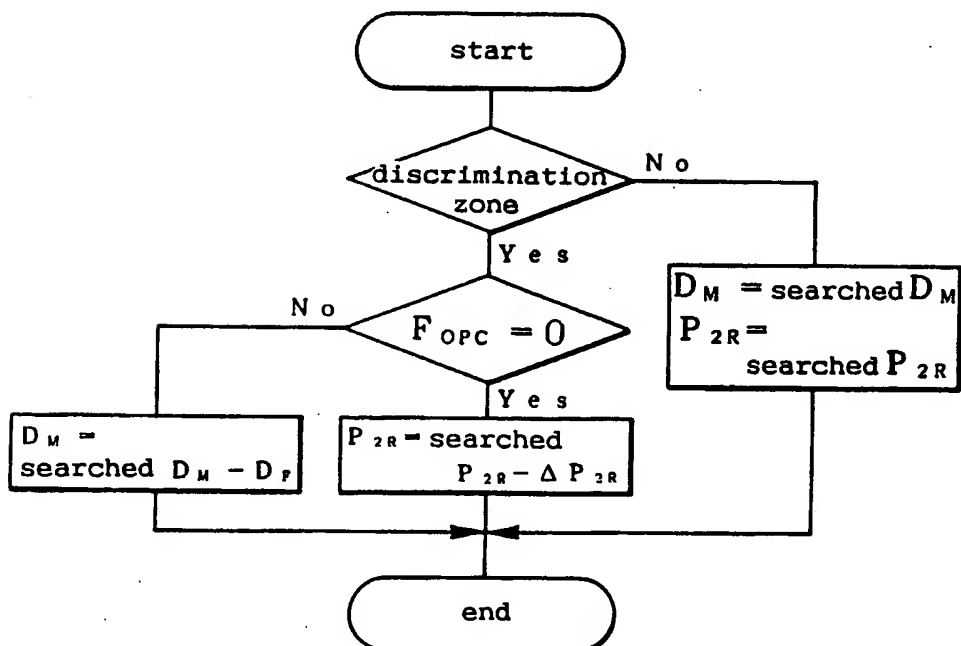 start
discrimination
zone
No
Yes
F OPC = 0
No
Yes
D M = searched D M
P 2R =
searched P 2R
D M =
searched D M - D F
P 2R = searched
P 2R - Δ P 2R
end